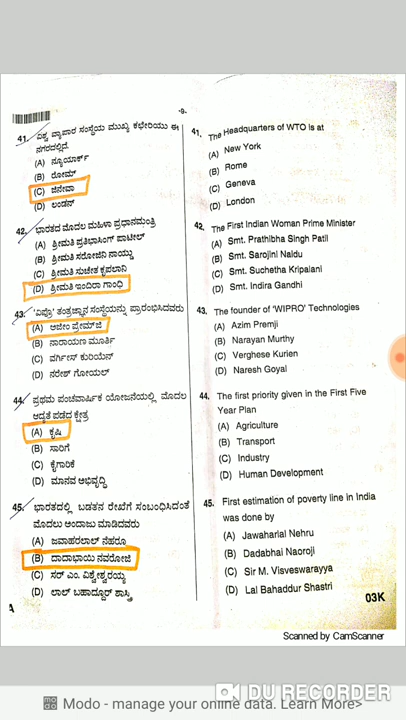 -9-
41. ವಿಶ್ವ ವ್ಯಾಪಾರ ಸಂಸ್ಥೆಯ ಮುಖ್ಯ ಕಛೇರಿಯು ಈ
ನಗರದಲ್ಲಿದೆ.
(A) ನ್ಯೂಯಾರ್ಕ್
(B) ರೋಮ್
(C) ಜಿನೇವಾ
(D) ಲಂಡನ್
42. ಭಾರತದ ಮೊದಲ ಮಹಿಳಾ ಪ್ರಧಾನಮಂತ್ರಿ
(A) ಶ್ರೀಮತಿ ಪ್ರತಿಭಾಸಿಂಗ್ ಪಾಟೀಲ್
(B) ಶ್ರೀಮತಿ ಸರೋಜಿನಿ ನಾಯ್ಡು
(C) ಶ್ರೀಮತಿ ಸುಚೇತ ಕೃಪಲಾನಿ
(D) ಶ್ರೀಮತಿ ಇಂದಿರಾ ಗಾಂಧಿ
43. 'ವಿಪ್ರೊ' ತಂತ್ರಜ್ಞಾನ ಸಂಸ್ಥೆಯನ್ನು ಪ್ರಾರಂಭಿಸಿದವರು
(A) ಅಜೀಂ ಪ್ರೇಮ್‌ಜಿ
(B) ನಾರಾಯಣ ಮೂರ್ತಿ
(C) ವರ್ಗೀಸ್ ಕುರಿಯನ್
(D) ನರೇಶ್ ಗೋಯಲ್
44. ಪ್ರಥಮ ಪಂಚವಾರ್ಷಿಕ ಯೋಜನೆಯಲ್ಲಿ ಮೊದಲ
ಆದ್ಯತೆ ಪಡೆದ ಕ್ಷೇತ್ರ
(A) ಕೃಷಿ
(B) ಸಾರಿಗೆ
(C) ಕೈಗಾರಿಕೆ
(D) ಮಾನವ ಅಭಿವೃದ್ಧಿ
45. ಭಾರತದಲ್ಲಿ ಬಡತನ ರೇಖೆಗೆ ಸಂಬಂಧಿಸಿದಂತೆ
ಮೊದಲು ಅಂದಾಜು ಮಾಡಿದವರು
(A) ಜವಾಹರಲಾಲ್ ನೆಹರೂ
(B) ದಾದಾಭಾಯಿ ನವರೋಜಿ
(C) ಸರ್ ಎಂ. ವಿಶ್ವೇಶ್ವರಯ್ಯ
(D) ಲಾಲ್ ಬಹಾದ್ದೂರ್ ಶಾಸ್ತ್ರಿ
A
41. The Headquarters of WTO is at
(A) New York
(B) Rome
(C) Geneva
(D) London
42. The First Indian Woman Prime Minister
(A) Smt. Prathibha Singh Patil
(B) Smt. Sarojini Naidu
(C) Smt. Suchetha Kripalani
(D) Smt. Indira Gandhi
43. The founder of 'WIPRO' Technologies
(A) Azim Premji
(B) Narayan Murthy
(C) Verghese Kurien
(D) Naresh Goyal
44. The first priority given in the First Five
Year Plan
(A) Agriculture
(B) Transport
(C) Industry
(D) Human Development
45. First estimation of poverty line in India
was done by
(A) Jawaharlal Nehru
(B) Dadabhai Naoroji
(C) Sir M. Visveswarayya
(D) Lal Bahaddur Shastri
03K
Scanned by CamScanner
Modo - manage your online data. Learn More>
DU RECORDER